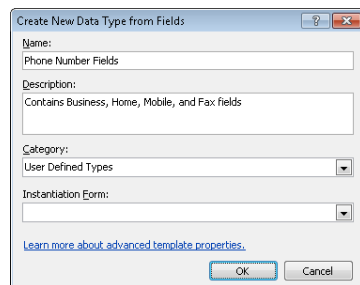 Create New Data Type from Fields
Name:
Phone Number Fields
Description:
Contains Business, Home, Mobile, and Fax fields
Category:
User Defined Types
Instantiation Form:
Learn more about advanced template properties.
OK Cancel